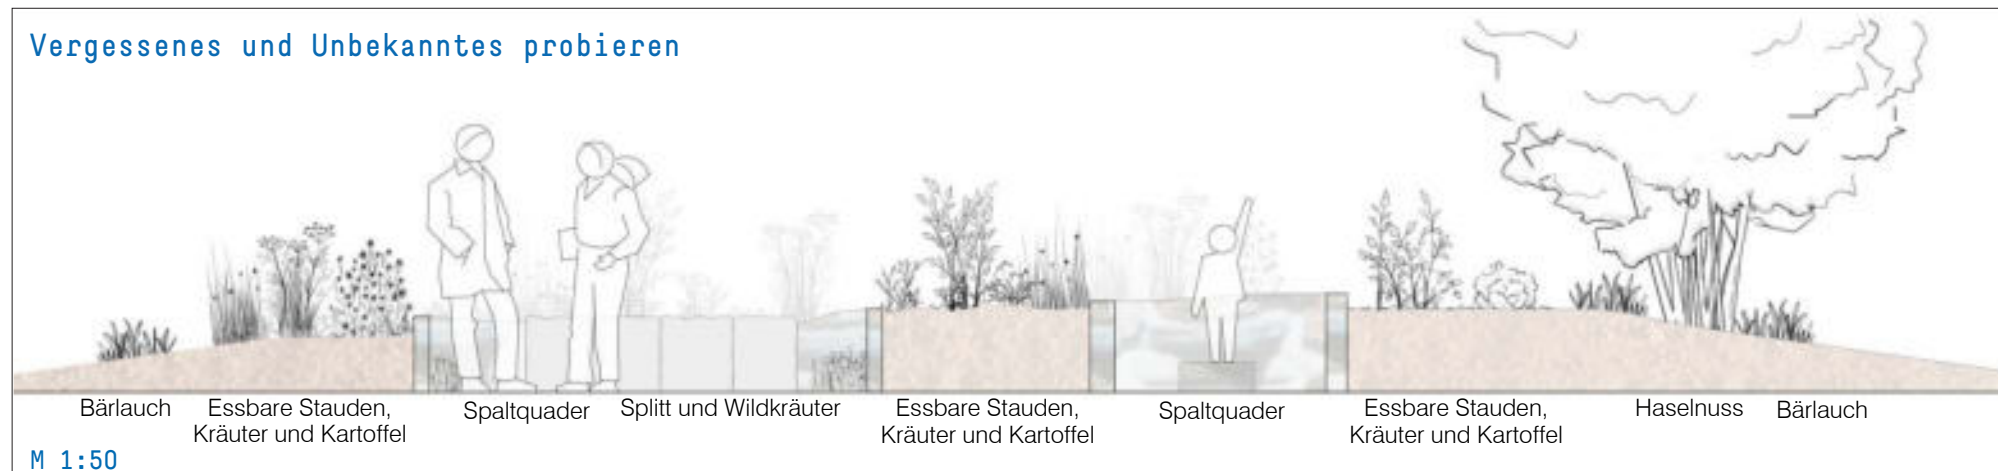 Vergessenes und Unbekanntes probieren
Bärlauch
Essbare Stauden,
Kräuter und Kartoffel
Spaltquader
Splitt und Wildkräuter
Essbare Stauden,
Kräuter und Kartoffel
Spaltquader
Essbare Stauden,
Kräuter und Kartoffel
Haselnuss
Bärlauch
M 1:50